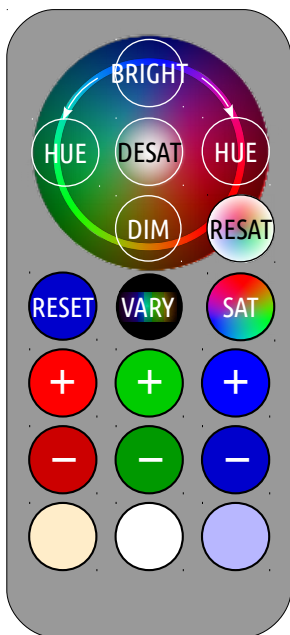 BRIGHT
HUE DESAT HUE
DIM RESAT
RESET VARY SAT
+ + +
− − −